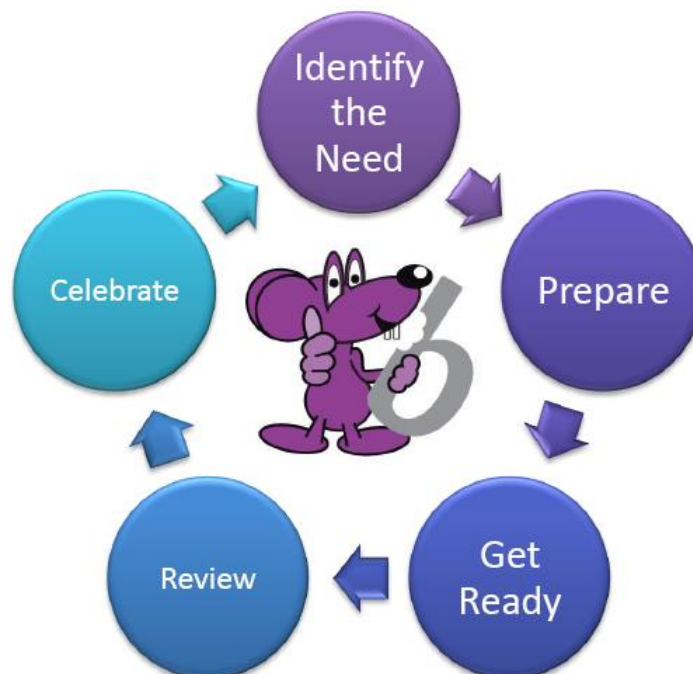 Identify
the
Need
Prepare
Get
Ready
Review
Celebrate